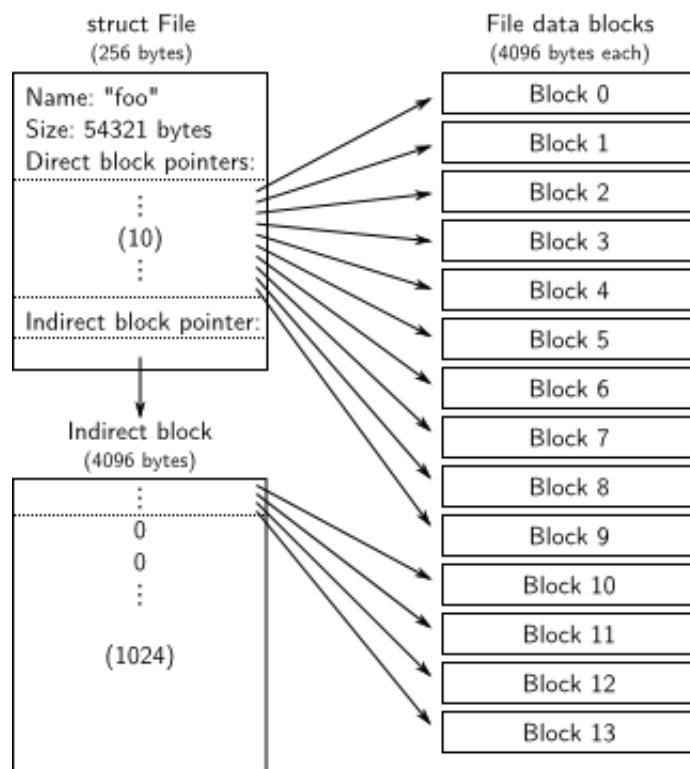 struct File
(256 bytes)
Name: "foo"
Size: 54321 bytes
Direct block pointers:
⋮
(10)
⋮
Indirect block pointer:
Indirect block
(4096 bytes)
⋮
0
0
⋮
(1024)
File data blocks
(4096 bytes each)
Block 0
Block 1
Block 2
Block 3
Block 4
Block 5
Block 6
Block 7
Block 8
Block 9
Block 10
Block 11
Block 12
Block 13